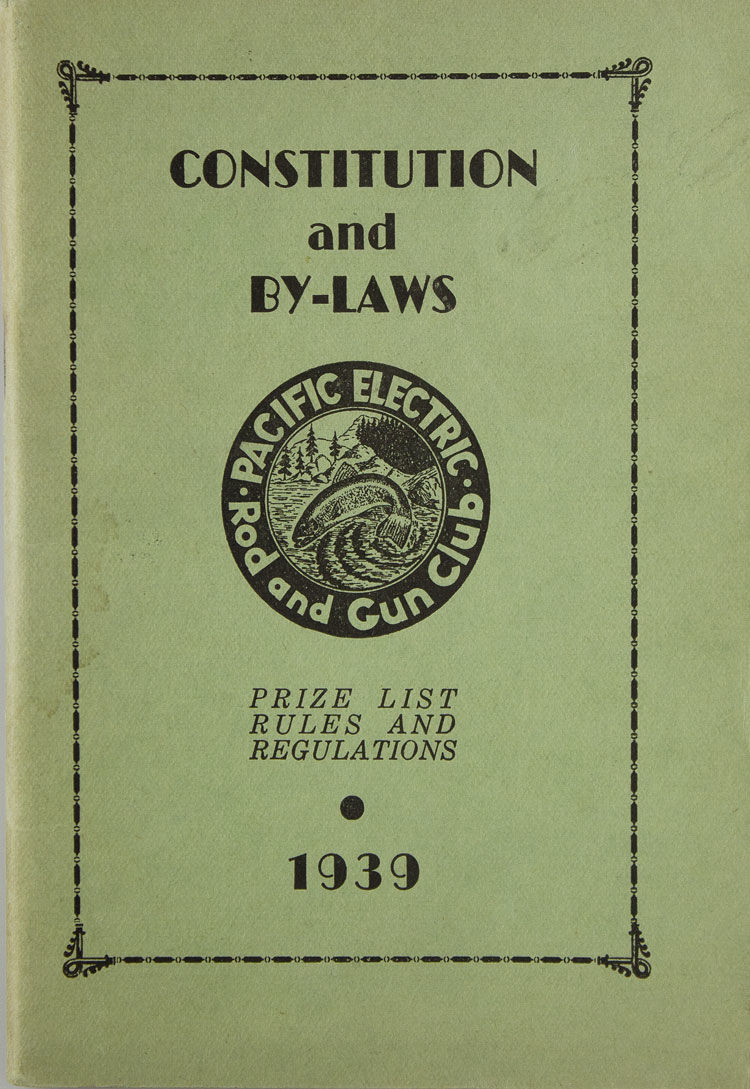 CONSTITUTION
and
BY-LAWS
· PACIFIC ELECTRIC ·
Rod and Gun Club
PRIZE LIST
RULES AND
REGULATIONS
1939